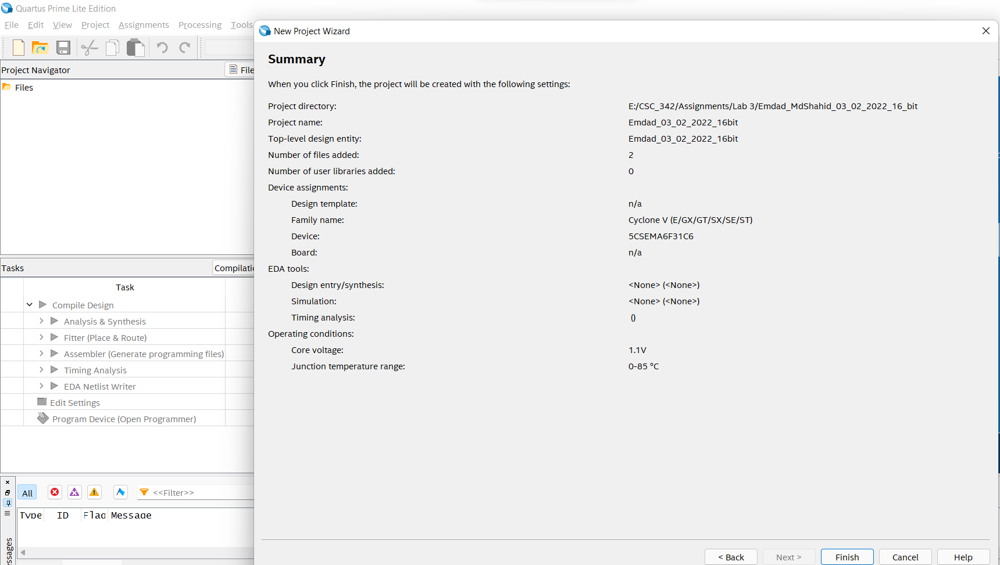 Quartus Prime Lite Edition
File Edit View Project Assignments Processing Tools
Project Navigator
File
Files
Tasks
Compilatio
Task
Compile Design
Analysis & Synthesis
Fitter (Place & Route)
Assembler (Generate programming files)
Timing Analysis
EDA Netlist Writer
Edit Settings
Program Device (Open Programmer)
All
<<Filter>>
Type ID Flag Message
ssages
New Project Wizard
Summary
When you click Finish, the project will be created with the following settings:
Project directory: E:/CSC_342/Assignments/Lab 3/Emdad_MdShahid_03_02_2022_16_bit
Project name: Emdad_03_02_2022_16bit
Top-level design entity: Emdad_03_02_2022_16bit
Number of files added: 2
Number of user libraries added: 0
Device assignments:
Design template: n/a
Family name: Cyclone V (E/GX/GT/SX/SE/ST)
Device: 5CSEMA6F31C6
Board: n/a
EDA tools:
Design entry/synthesis: <None> (<None>)
Simulation: <None> (<None>)
Timing analysis: ()
Operating conditions:
Core voltage: 1.1V
Junction temperature range: 0-85 °C
< Back Next > Finish Cancel Help